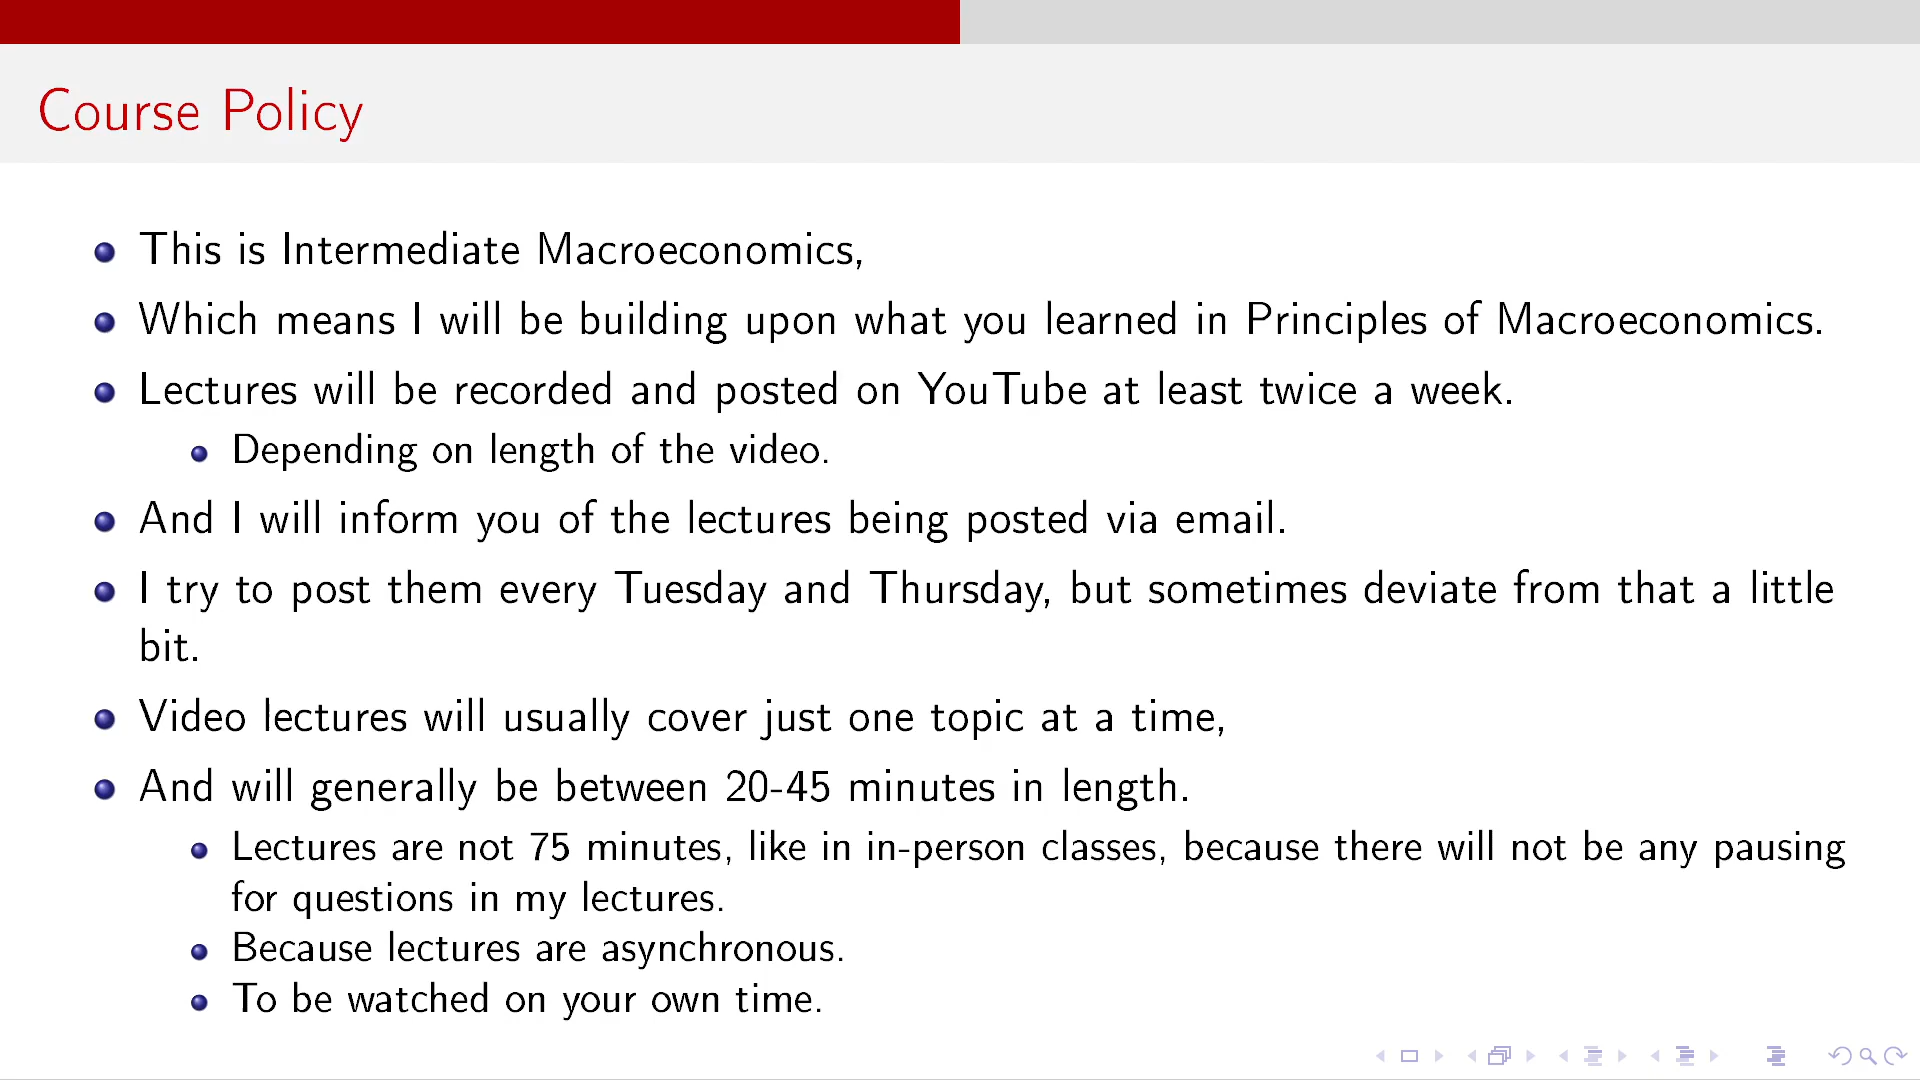 Course Policy
This is Intermediate Macroeconomics,
Which means I will be building upon what you learned in Principles of Macroeconomics.
Lectures will be recorded and posted on YouTube at least twice a week.
Depending on length of the video.
And I will inform you of the lectures being posted via email.
I try to post them every Tuesday and Thursday, but sometimes deviate from that a little
bit.
Video lectures will usually cover just one topic at a time,
And will generally be between 20-45 minutes in length.
Lectures are not 75 minutes, like in in-person classes, because there will not be any pausing
for questions in my lectures.
Because lectures are asynchronous.
To be watched on your own time.